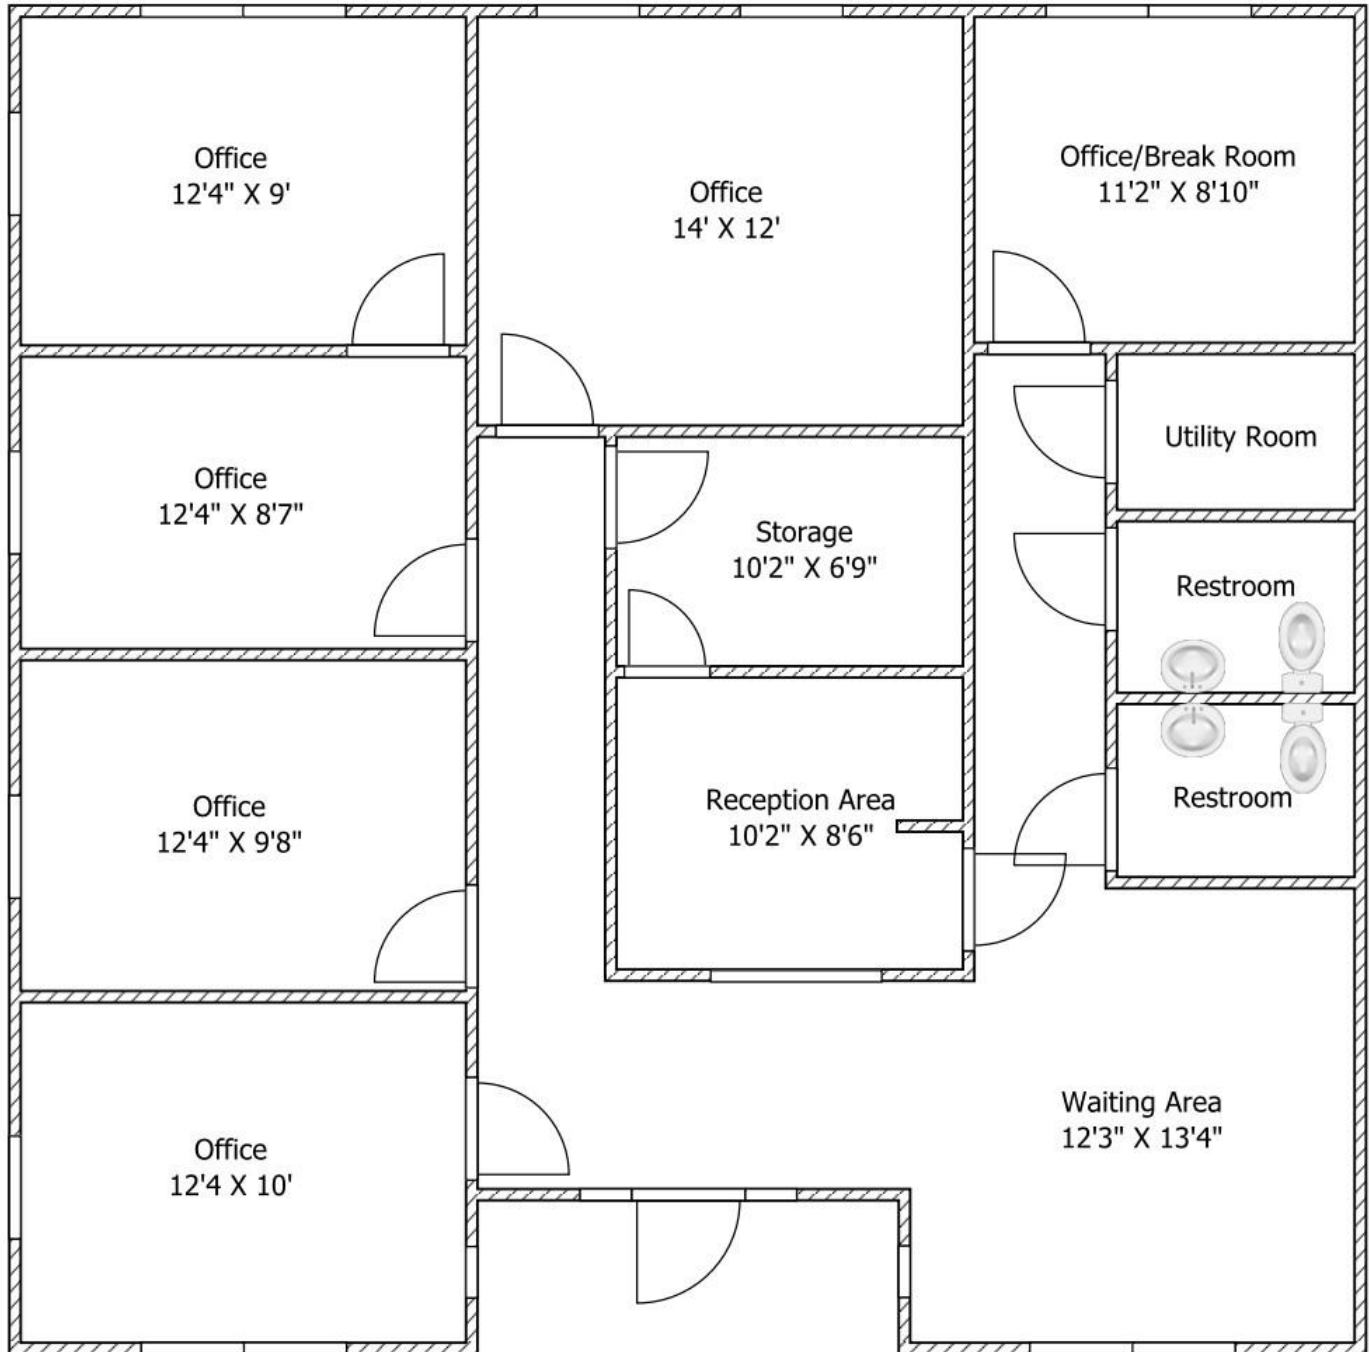 Office
12'4" X 9'
Office
14' X 12'
Office/Break Room
11'2" X 8'10"
Office
12'4" X 8'7"
Utility Room
Storage
10'2" X 6'9"
Restroom
Office
12'4" X 9'8"
Reception Area
10'2" X 8'6"
Restroom
Office
12'4 X 10'
Waiting Area
12'3" X 13'4"